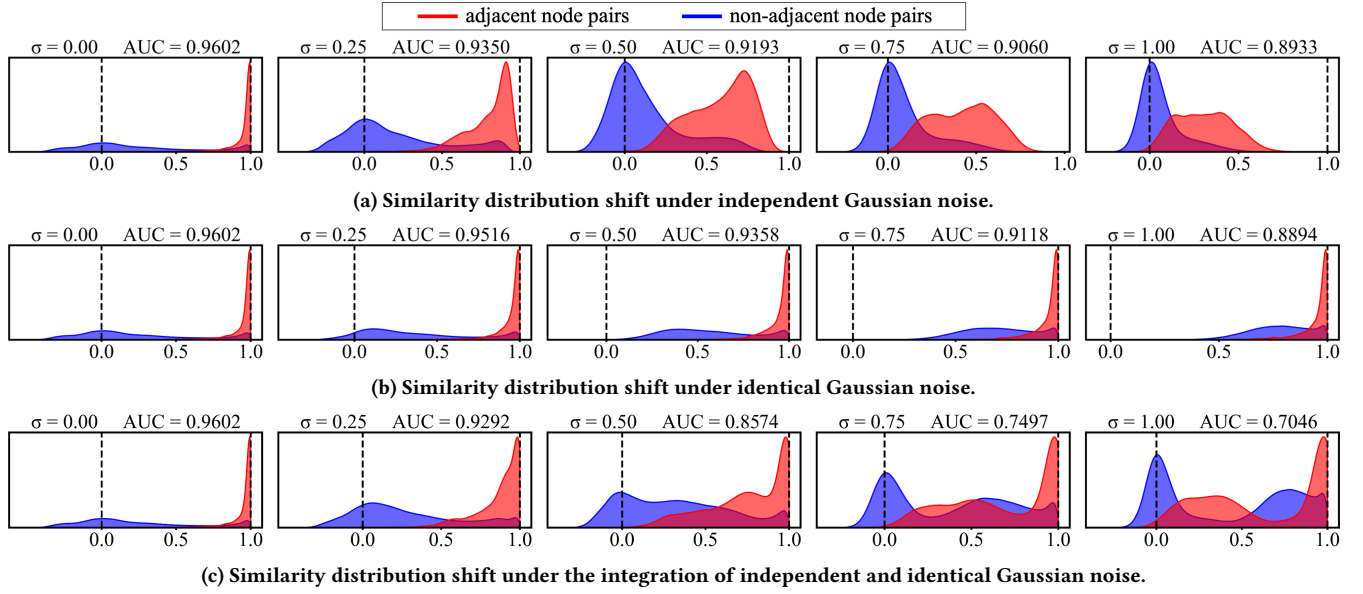 adjacent node pairs non-adjacent node pairs
σ = 0.00 AUC = 0.9602 σ = 0.25 AUC = 0.9350 σ = 0.50 AUC = 0.9193 σ = 0.75 AUC = 0.9060 σ = 1.00 AUC = 0.8933
0.0 0.5 1.0 0.0 0.5 1.0 0.0 0.5 1.0 0.0 0.5 1.0 0.0 0.5 1.0
(a) Similarity distribution shift under independent Gaussian noise.
σ = 0.00 AUC = 0.9602 σ = 0.25 AUC = 0.9516 σ = 0.50 AUC = 0.9358 σ = 0.75 AUC = 0.9118 σ = 1.00 AUC = 0.8894
0.0 0.5 1.0 0.0 0.5 1.0 0.0 0.5 1.0 0.0 0.5 1.0 0.0 0.5 1.0
(b) Similarity distribution shift under identical Gaussian noise.
σ = 0.00 AUC = 0.9602 σ = 0.25 AUC = 0.9292 σ = 0.50 AUC = 0.8574 σ = 0.75 AUC = 0.7497 σ = 1.00 AUC = 0.7046
0.0 0.5 1.0 0.0 0.5 1.0 0.0 0.5 1.0 0.0 0.5 1.0 0.0 0.5 1.0
(c) Similarity distribution shift under the integration of independent and identical Gaussian noise.